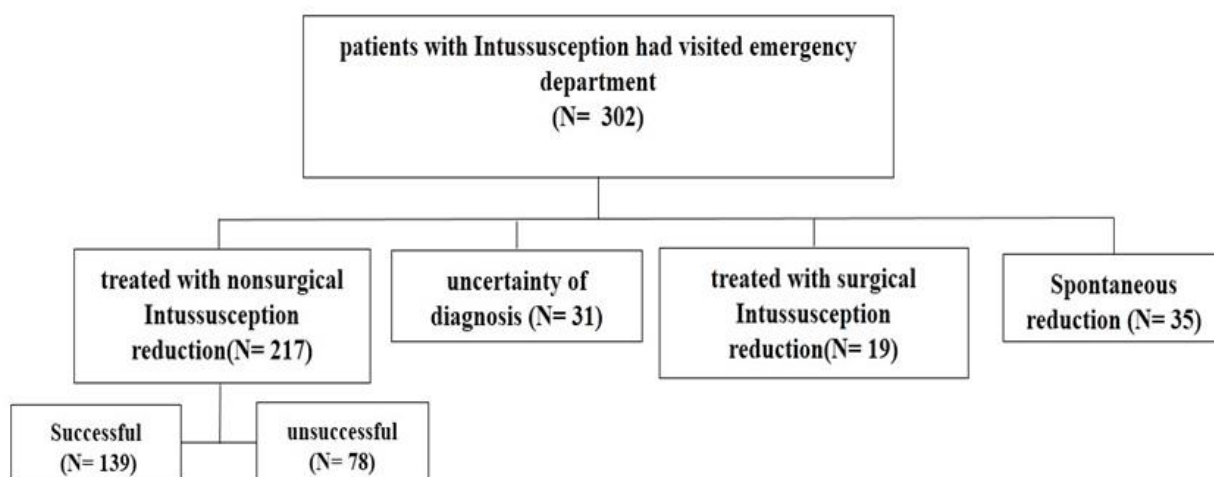 patients with Intussusception had visited emergency
department
(N=  302)
treated with nonsurgical
Intussusception
reduction(N= 217)
uncertainty of
diagnosis (N= 31)
treated with surgical
Intussusception
reduction(N= 19)
Spontaneous
reduction (N= 35)
Successful
(N= 139)
unsuccessful
(N= 78)